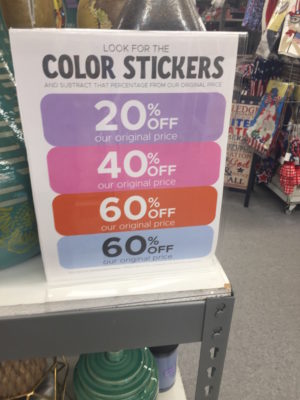 LOOK FOR THE
COLOR STICKERS
AND SUBTRACT THAT PERCENTAGE FROM OUR ORIGINAL PRICE
20% OFF
our original price
40% OFF
our original price
60% OFF
our original price
60% OFF
our original price